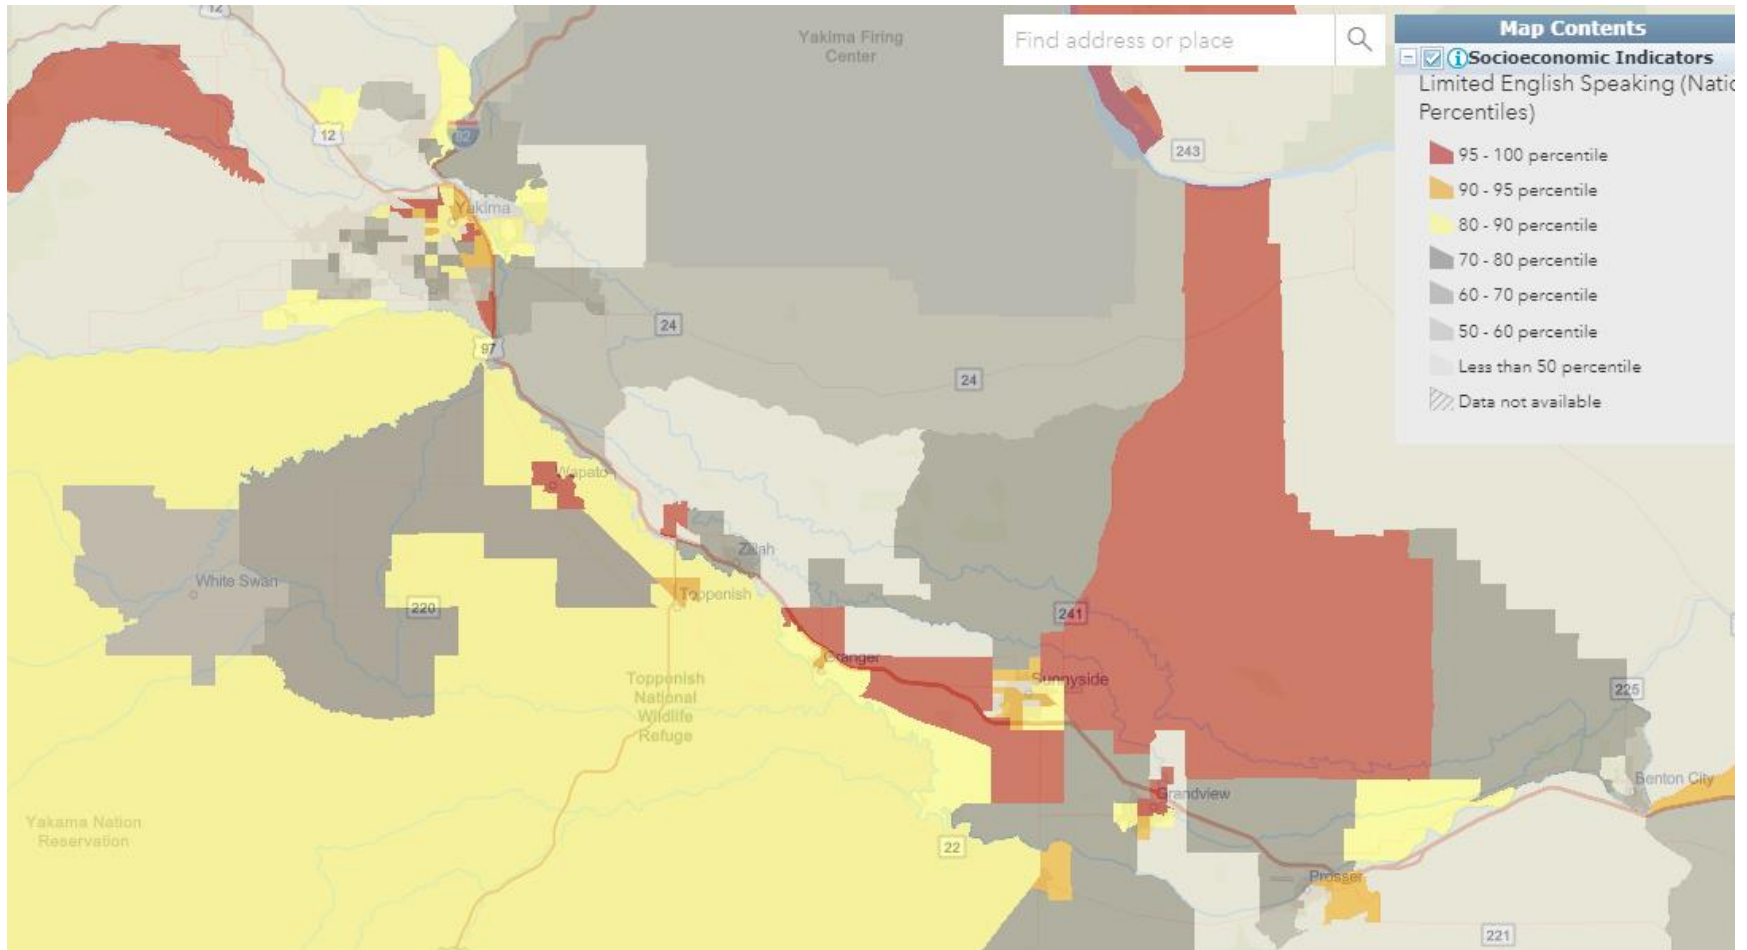 12
Yakima Firing
Center
Find address or place
Map Contents
Socioeconomic Indicators
Limited English Speaking (Natio
Percentiles)
95 - 100 percentile
90 - 95 percentile
80 - 90 percentile
70 - 80 percentile
60 - 70 percentile
50 - 60 percentile
Less than 50 percentile
Data not available
12
82
243
Yakima
24
97
24
Wapato
Zillah
White Swan
Toppenish
220
241
Granger
Toppenish
National
Wildlife
Refuge
Sunnyside
225
Benton City
Grandview
Yakama Nation
Reservation
22
Prosser
221